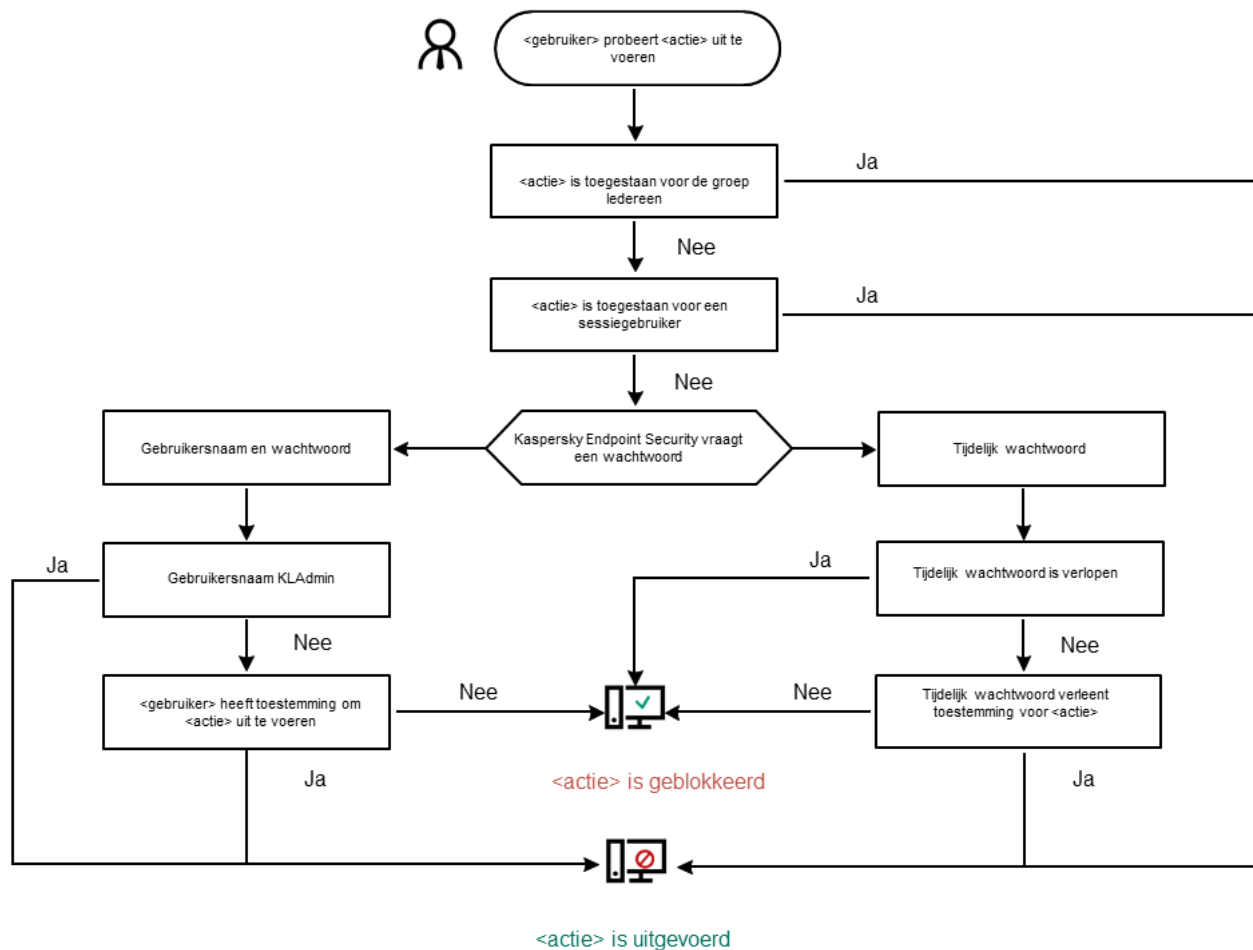 <gebruiker> probeert <actie> uit te
voeren
<actie> is toegestaan voor de groep
Iedereen
Ja
Nee
<actie> is toegestaan voor een
sessiegebruiker
Ja
Nee
Gebruikersnaam en wachtwoord
Kaspersky Endpoint Security vraagt
een wachtwoord
Tijdelijk wachtwoord
Ja
Gebruikersnaam KLAdmin
Ja
Tijdelijk wachtwoord is verlopen
Nee
Nee
<gebruiker> heeft toestemming om
<actie> uit te voeren
Nee
Nee
Tijdelijk wachtwoord verleent
toestemming voor <actie>
Ja
<actie> is geblokkeerd
Ja
<actie> is uitgevoerd